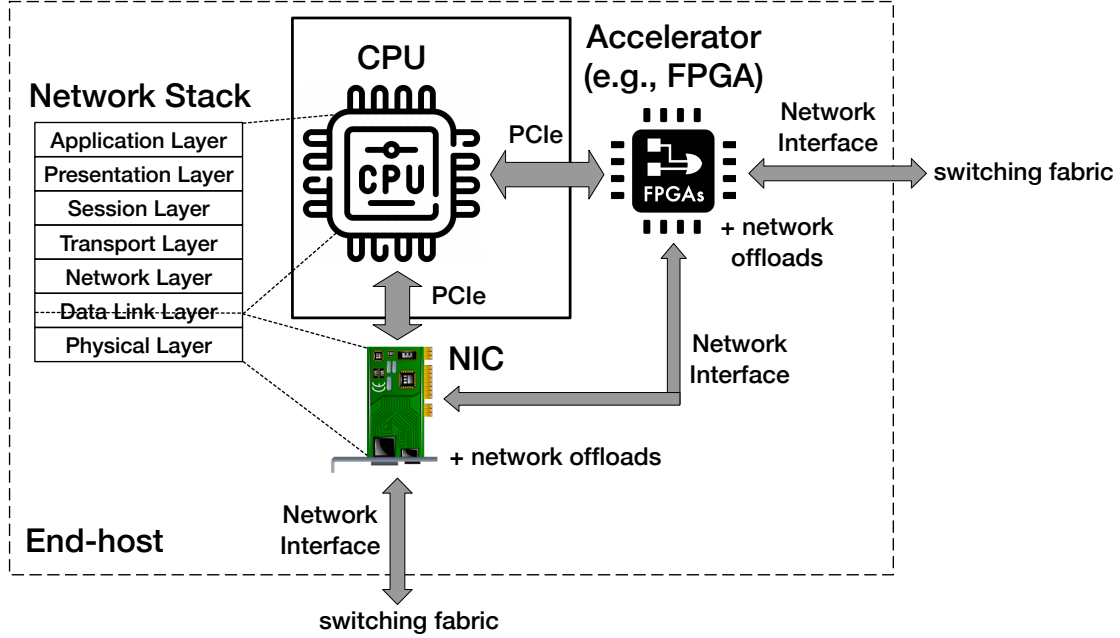 CPU
Accelerator
(e.g., FPGA)
Network Stack
Application Layer
Presentation Layer
Session Layer
Transport Layer
Network Layer
Data Link Layer
Physical Layer
CPU
PCIe
FPGAs
Network
Interface
switching fabric
+ network
offloads
PCIe
NIC
Network
Interface
CE
+ network offloads
Network
Interface
End-host
switching fabric